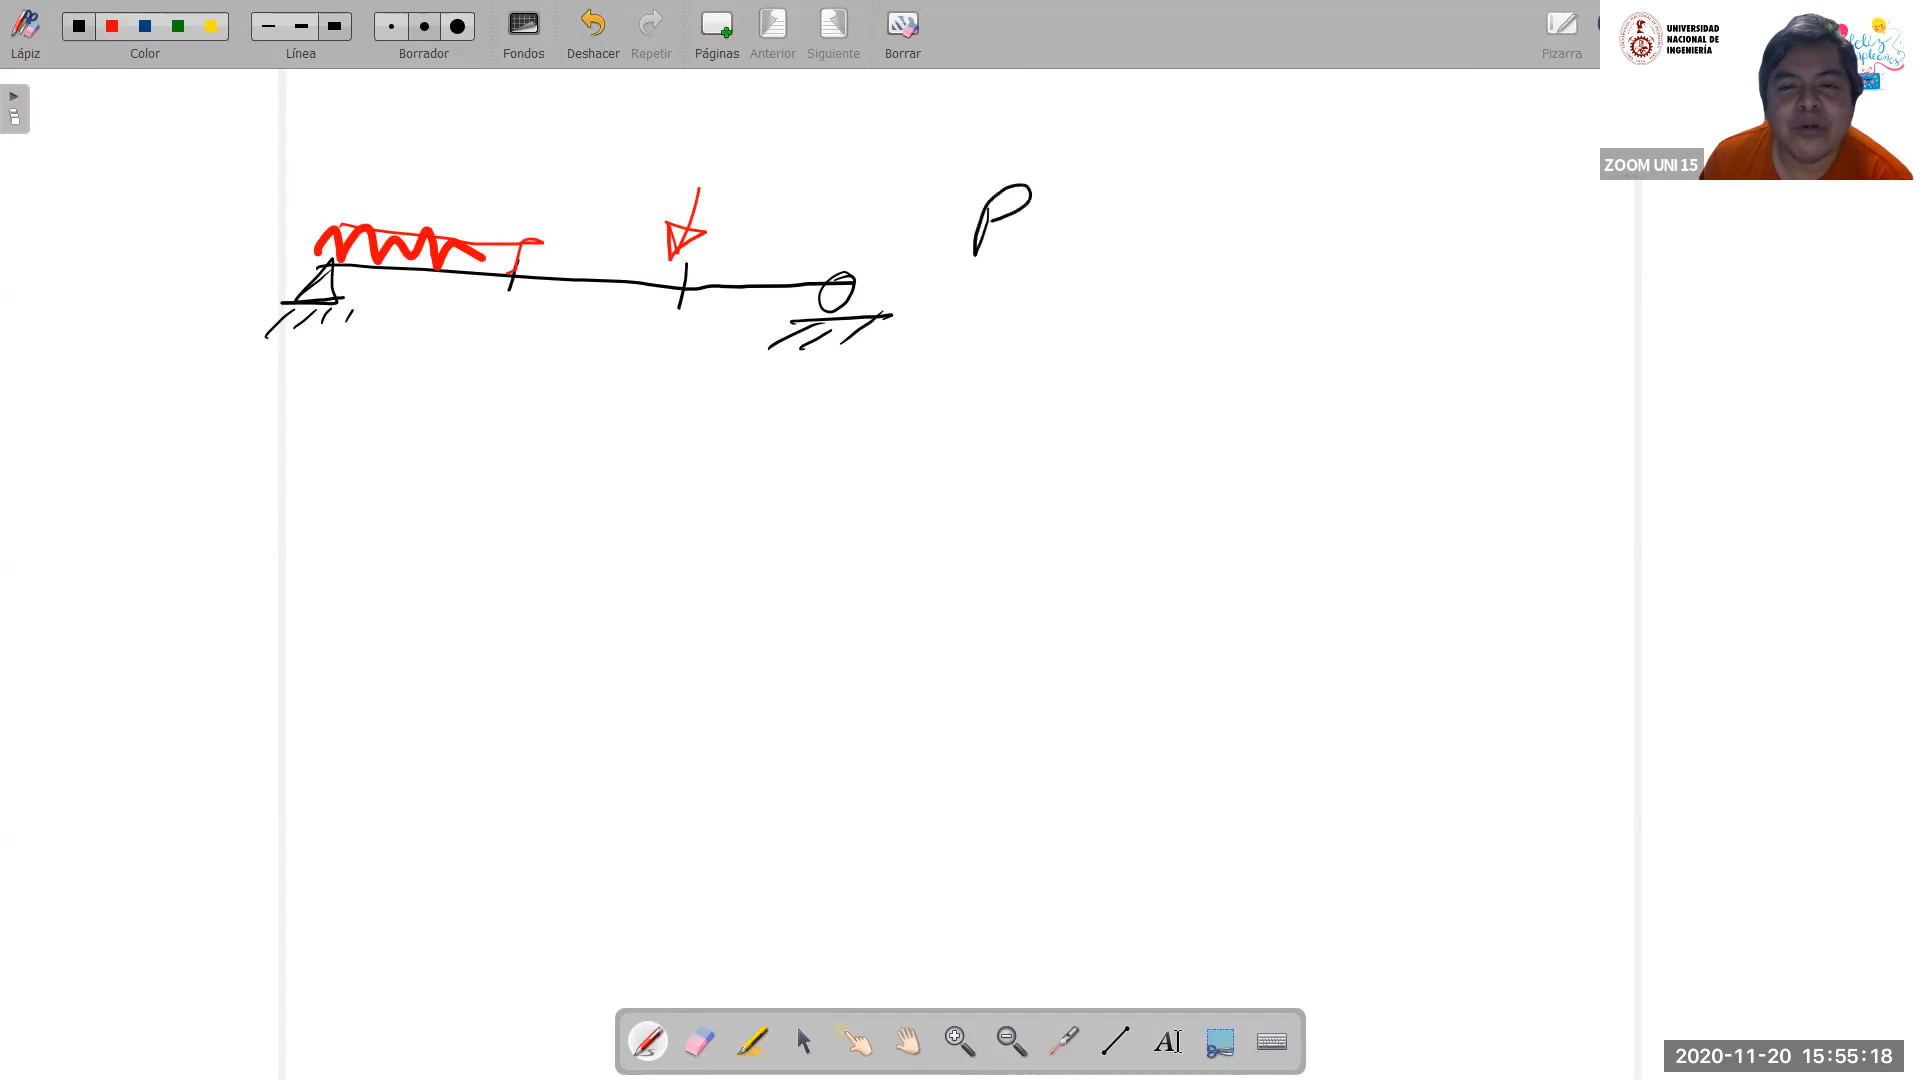 Lápiz
Color
Línea
Borrador
Fondos
Deshacer
Repetir
Páginas
Anterior
Siguiente
Borrar
Pizarra
UNIVERSIDAD
NACIONAL DE
INGENIERÍA
ZOOM UNI 15
P
AI
2020-11-20 15:55:18